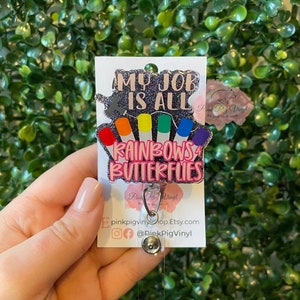 MY JOB
IS ALL
RAINBOWS &
BUTTERFLIES
pinkpigvinylshop.Etsy.com
@PinkPigVinyl